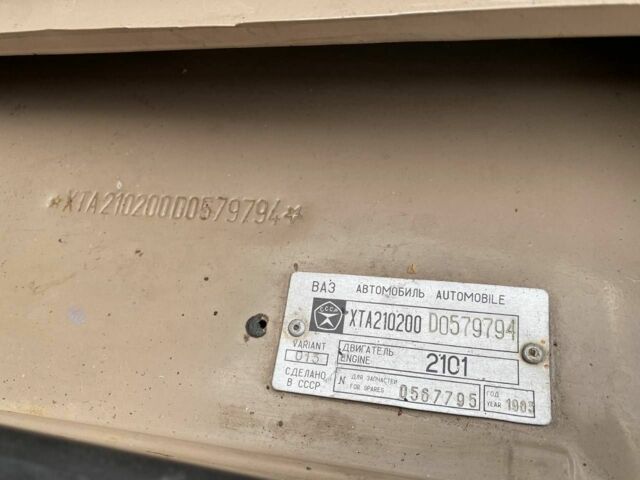 ☆XTA210200D0579794☆
ВАЗ АВТОМОБИЛЬ AUTOMOBILE
СССР XTA210200 D0579794
VARIANT ДВИГАТЕЛЬ
013 ENGINE 2101
СДЕЛАНО N ДЛЯ ЗАПЧАСТЕЙ ГОД
В СССР FOR SPARES 0567795 YEAR 1983